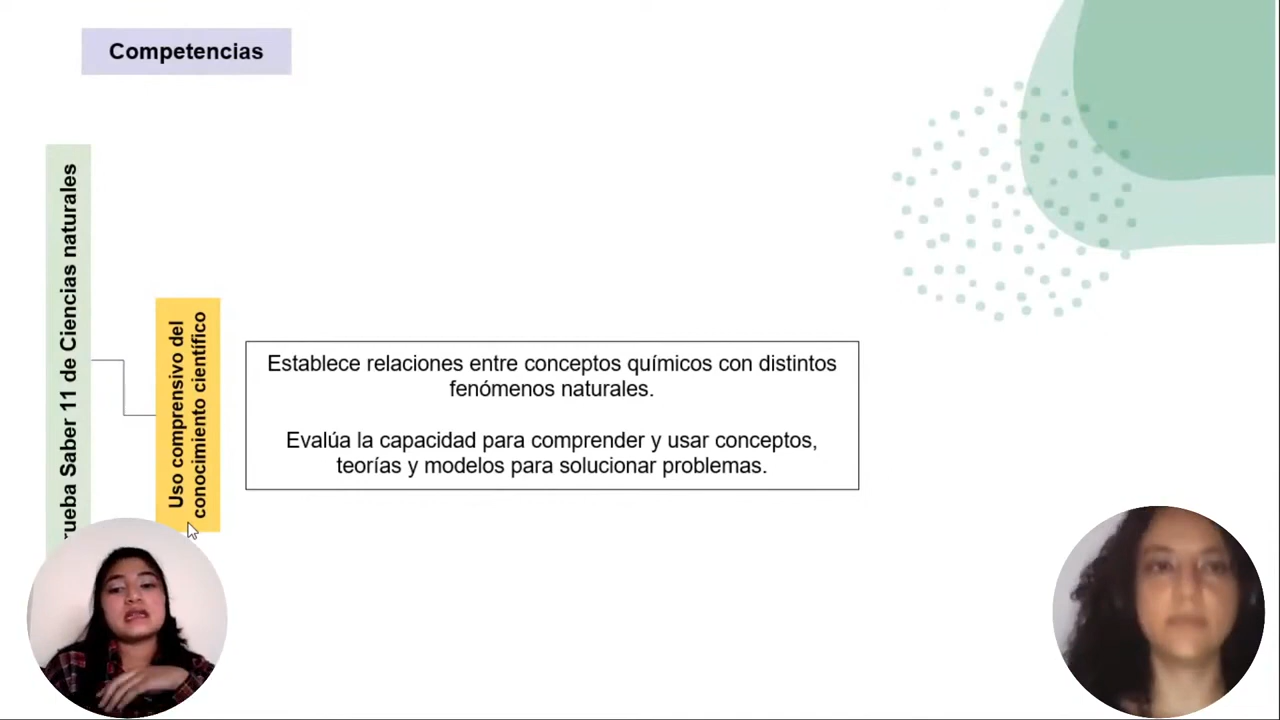 Competencias
rueba Saber 11 de Ciencias naturales
Uso comprensivo del
conocimiento científico
Establece relaciones entre conceptos químicos con distintos
fenómenos naturales.
Evalúa la capacidad para comprender y usar conceptos,
teorías y modelos para solucionar problemas.